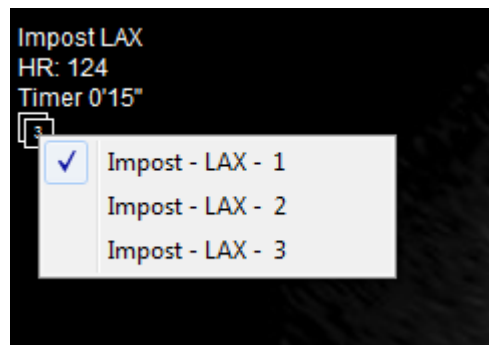 Impost LAX
HR: 124
Timer 0'15"
3
Impost - LAX - 1
Impost - LAX - 2
Impost - LAX - 3